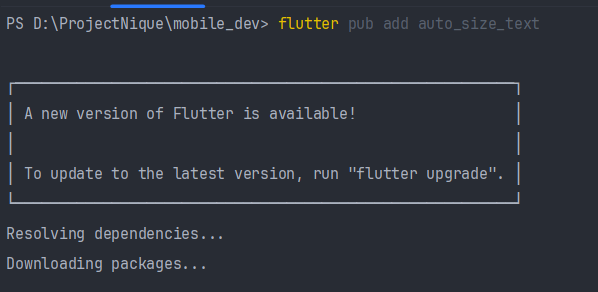 PS D:\ProjectNique\mobile_dev> flutter pub add auto_size_text
A new version of Flutter is available!
To update to the latest version, run "flutter upgrade".
Resolving dependencies...
Downloading packages...